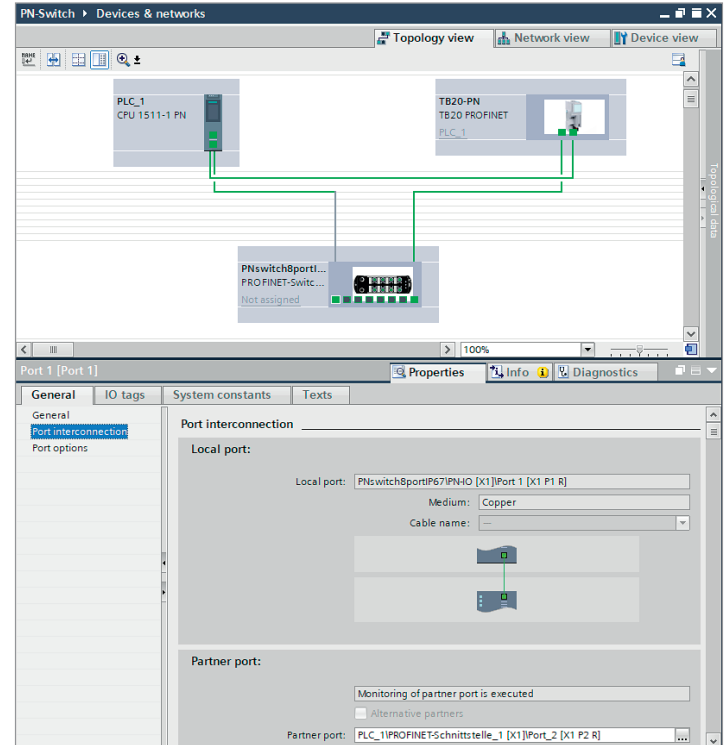 PN-Switch ▸ Devices & networks
Topology view
Network view
Device view
PLC_1
CPU 1511-1 PN
TB20-PN
TB20 PROFINET
PLC_1
PNswitch8portI...
PROFINET-Switc...
Not assigned
Topological data
100%
Port 1 [Port 1]
Properties
Info
Diagnostics
General
IO tags
System constants
Texts
General
Port interconnection
Port options
Port interconnection
Local port:
Local port: PNswitch8portIP67\PN-IO [X1]\Port 1 [X1 P1 R]
Medium: Copper
Cable name: ---
Partner port:
Monitoring of partner port is executed
Alternative partners
Partner port: PLC_1\PROFINET-Schnittstelle_1 [X1]\Port_2 [X1 P2 R]
...